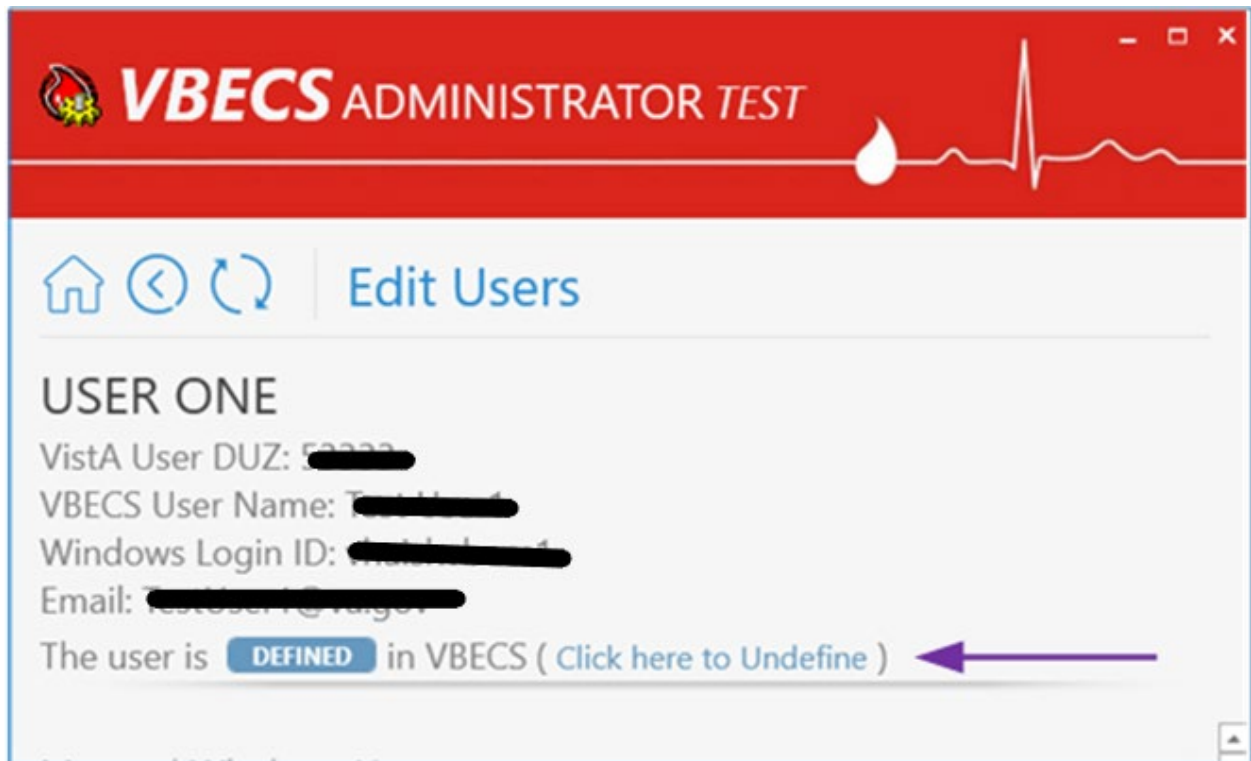 VBECS ADMINISTRATOR TEST
Edit Users
USER ONE
VistA User DUZ:
VBECS User Name:
Windows Login ID:
Email:
The user is DEFINED in VBECS ( Click here to Undefine )